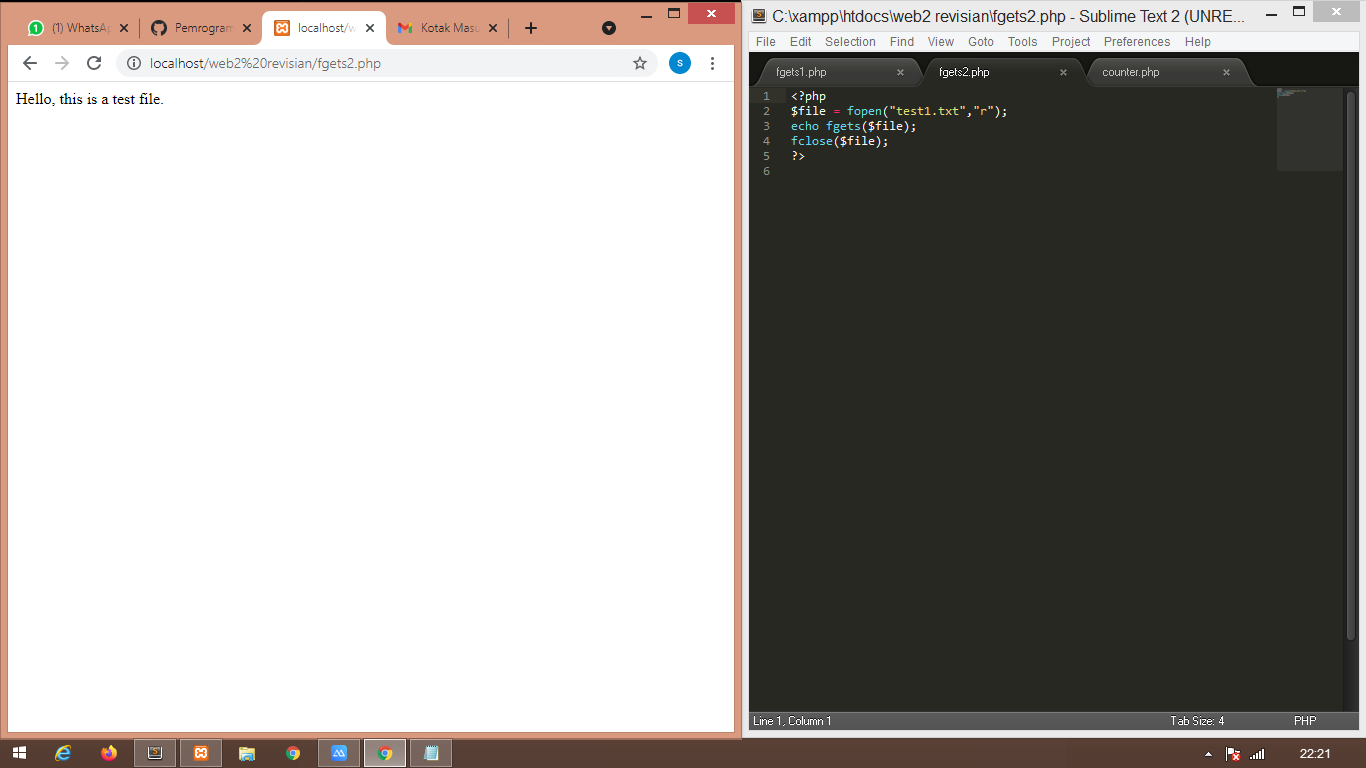 (1) WhatsA
Pemrogram
localhost/w
Kotak Masu
localhost/web2%20revisian/fgets2.php
S
Hello, this is a test file.
C:\xampp\htdocs\web2 revisian\fgets2.php - Sublime Text 2 (UNRE...
File Edit Selection Find View Goto Tools Project Preferences Help
fgets1.php
fgets2.php
counter.php
1 <?php
2 $file = fopen("test1.txt","r");
3 echo fgets($file);
4 fclose($file);
5 ?>
6
Line 1, Column 1
Tab Size: 4
PHP
22:21